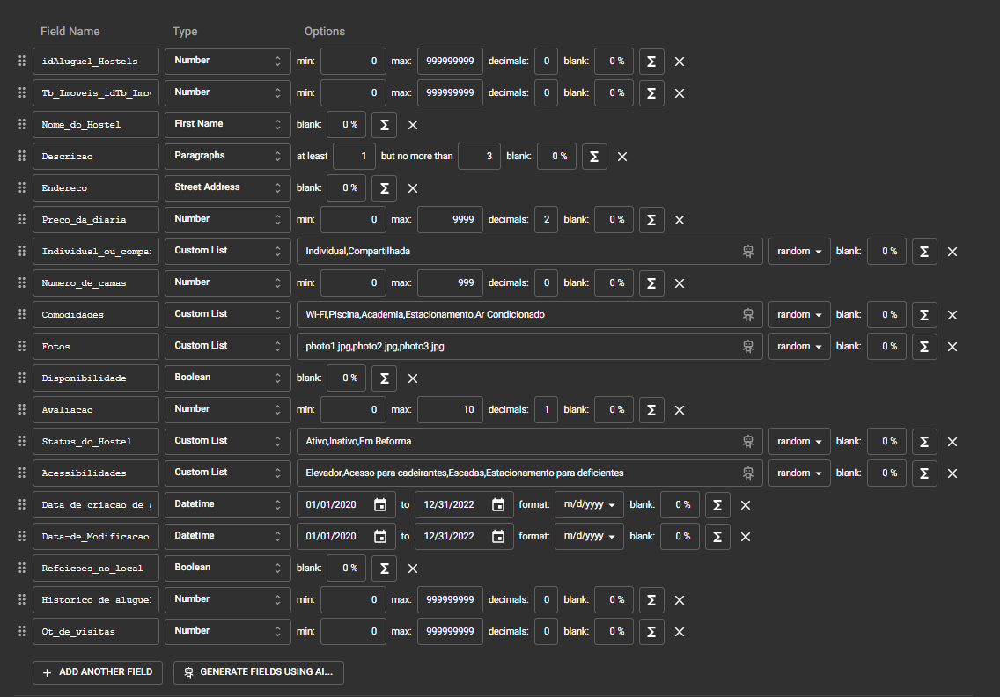 Field Name Type Options
idAluguel_Hostels Number min: 0 max: 999999999 decimals: 0 blank: 0 % Σ
Tb_Imoveis_idTb_Imov Number min: 0 max: 999999999 decimals: 0 blank: 0 % Σ
Nome_do_Hostel First Name blank: 0 % Σ
Descricao Paragraphs at least 1 but no more than 3 blank: 0 % Σ
Endereco Street Address blank: 0 % Σ
Preco_da_diaria Number min: 0 max: 9999 decimals: 2 blank: 0 % Σ
Individual_ou_compa: Custom List Individual,Compartilhada random blank: 0 % Σ
Numero_de_camas Number min: 0 max: 999 decimals: 0 blank: 0 % Σ
Comodidades Custom List Wi-Fi,Piscina,Academia,Estacionamento,Ar Condicionado random blank: 0 % Σ
Fotos Custom List photo1.jpg,photo2.jpg,photo3.jpg random blank: 0 % Σ
Disponibilidade Boolean blank: 0 % Σ
Avaliacao Number min: 0 max: 10 decimals: 1 blank: 0 % Σ
Status_do_Hostel Custom List Ativo,Inativo,Em Reforma random blank: 0 % Σ
Acessibilidades Custom List Elevador,Acesso para cadeirantes,Escadas,Estacionamento para deficientes random blank: 0 % Σ
Data_de_criacao_de_ Datetime 01/01/2020 to 12/31/2022 format: m/d/yyyy blank: 0 % Σ
Data-de_Modificacao Datetime 01/01/2020 to 12/31/2022 format: m/d/yyyy blank: 0 % Σ
Refeicoes_no_local Boolean blank: 0 % Σ
Historico_de_aluguel Number min: 0 max: 999999999 decimals: 0 blank: 0 % Σ
Qt_de_visitas Number min: 0 max: 999999999 decimals: 0 blank: 0 % Σ
+ ADD ANOTHER FIELD GENERATE FIELDS USING AI...